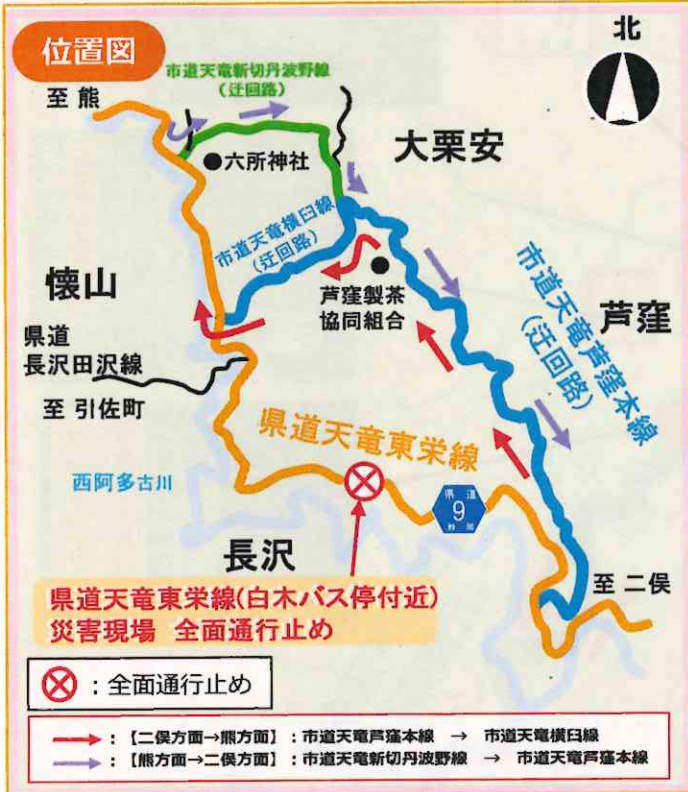 位置図
北
市道天竜新切丹波野線
(迂回路)
至 熊
大栗安
六所神社
市道天竜横臼線
(迂回路)
懐山
芦窪製茶
協同組合
芦窪
市道天竜芦窪本線
(迂回路)
県道
長沢田沢線
至 引佐町
県道天竜東栄線
西阿多古川
県道
9
長沢
至 二俣
県道天竜東栄線(白木バス停付近)
災害現場 全面通行止め
:全面通行止め
:【二俣方面→熊方面】:市道天竜芦窪本線 → 市道天竜横臼線
:【熊方面→二俣方面】:市道天竜新切丹波野線 → 市道天竜芦窪本線